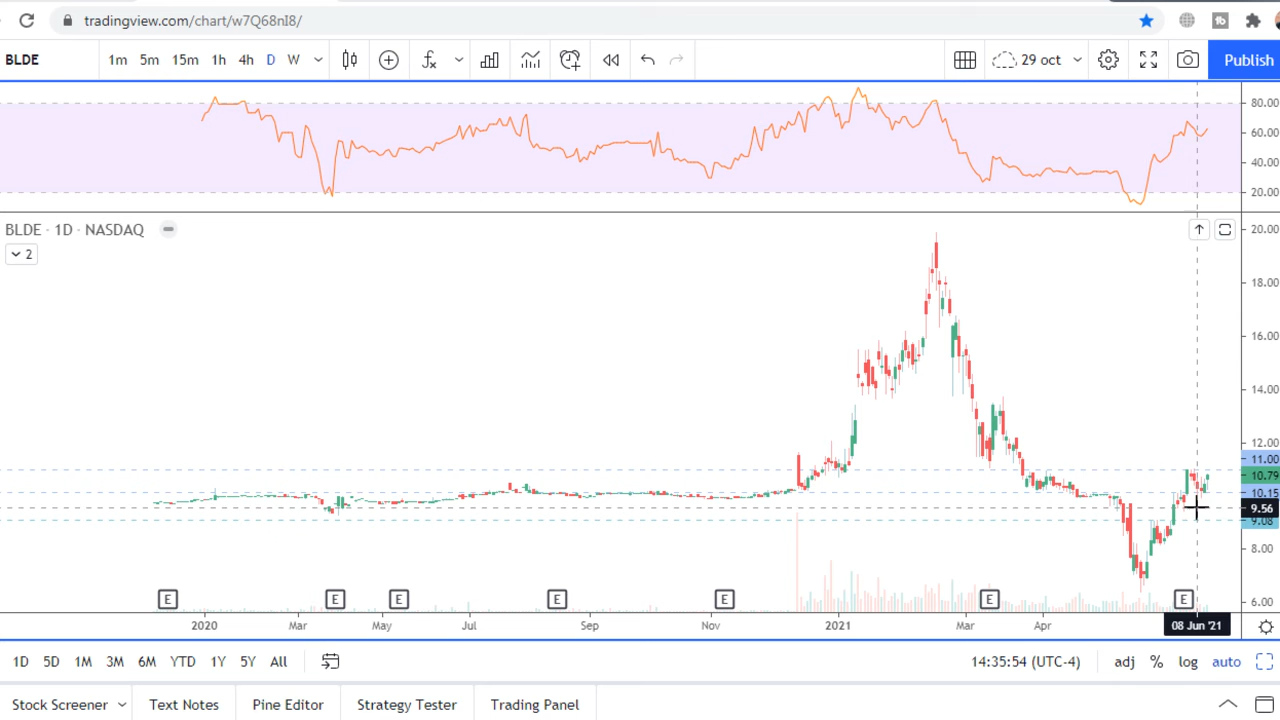 tradingview.com/chart/w7Q68nI8/
BLDE 1m 5m 15m 1h 4h D W 29 oct Publish
80.00
60.00
40.00
20.00
BLDE · 1D · NASDAQ
2
20.00
18.00
16.00
14.00
12.00
11.00
10.79
10.15
9.56
9.08
8.00
6.00
E E E E E E E
2020 Mar May Jul Sep Nov 2021 Mar Apr 08 Jun '21
1D 5D 1M 3M 6M YTD 1Y 5Y All 14:35:54 (UTC-4) adj % log auto
Stock Screener Text Notes Pine Editor Strategy Tester Trading Panel